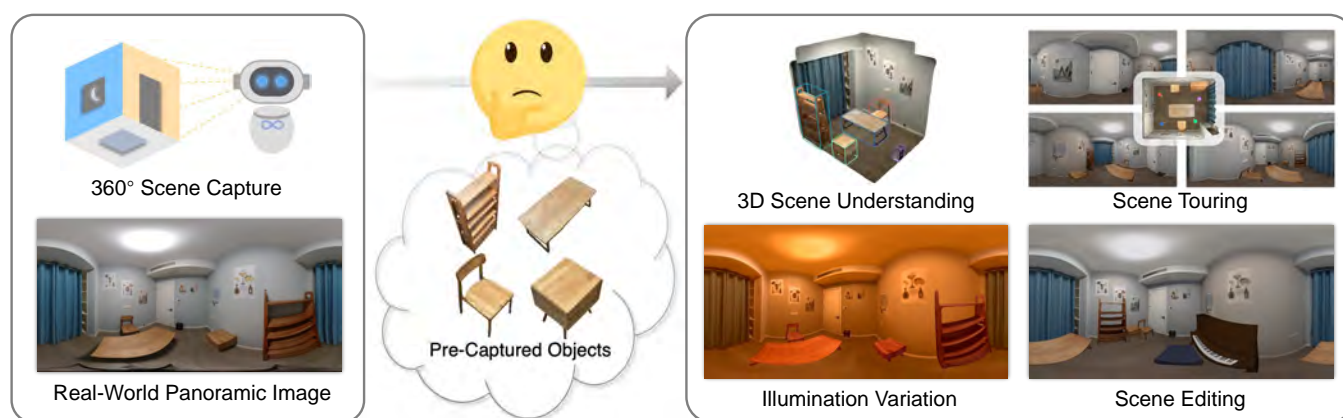 360° Scene Capture
Real-World Panoramic Image
Pre-Captured Objects
3D Scene Understanding
Scene Touring
Illumination Variation
Scene Editing